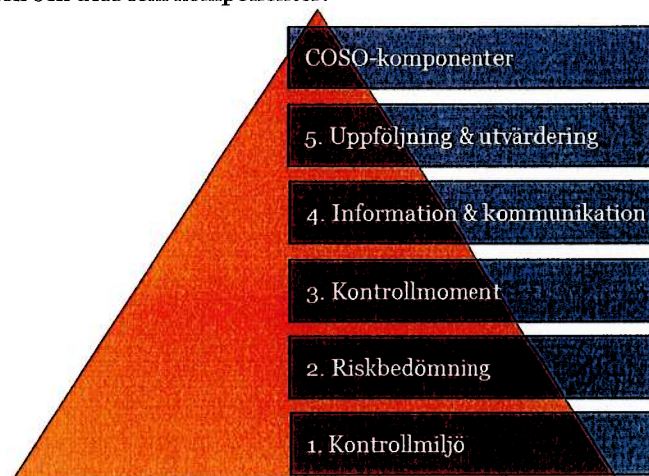 COSO-komponenter
5. Uppföljning & utvärdering
4. Information & kommunikation
3. Kontrollmoment
2. Riskbedömning
1. Kontrollmiljö